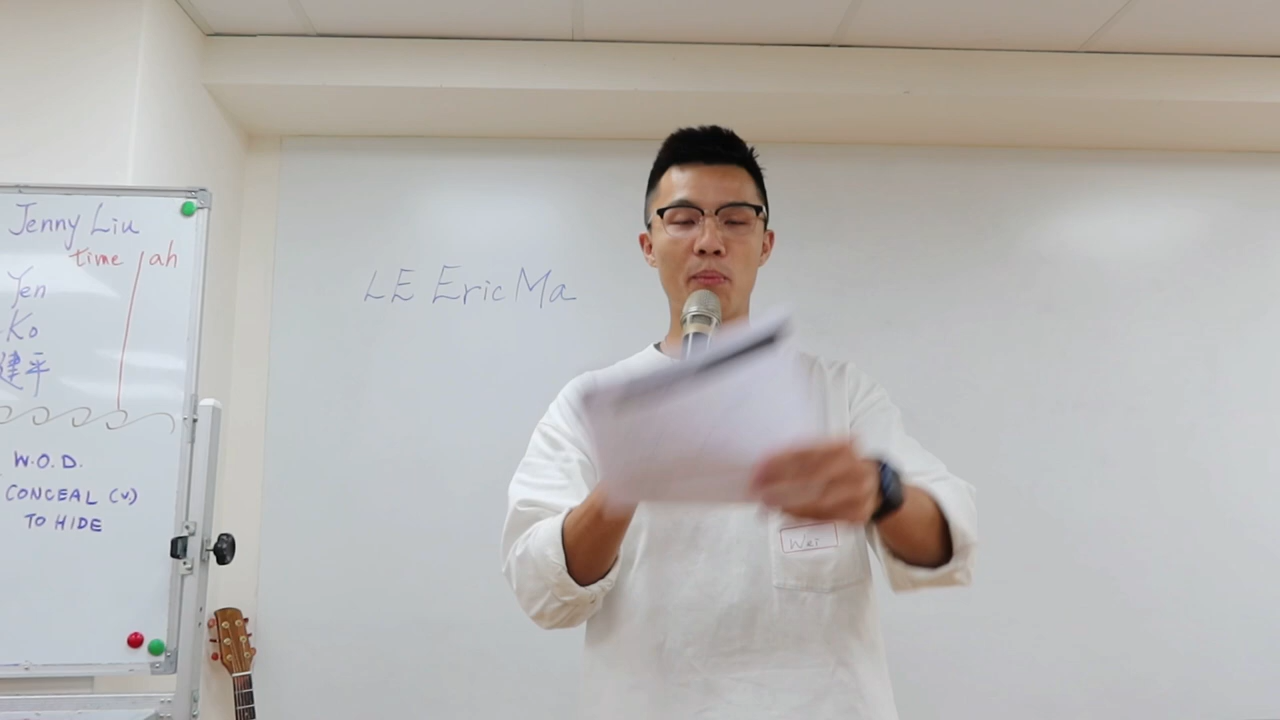 Jenny Liu
time ah
Yen
Ko
建平
W.O.D.
CONCEAL (v)
TO HIDE
LE Eric Ma
Wei